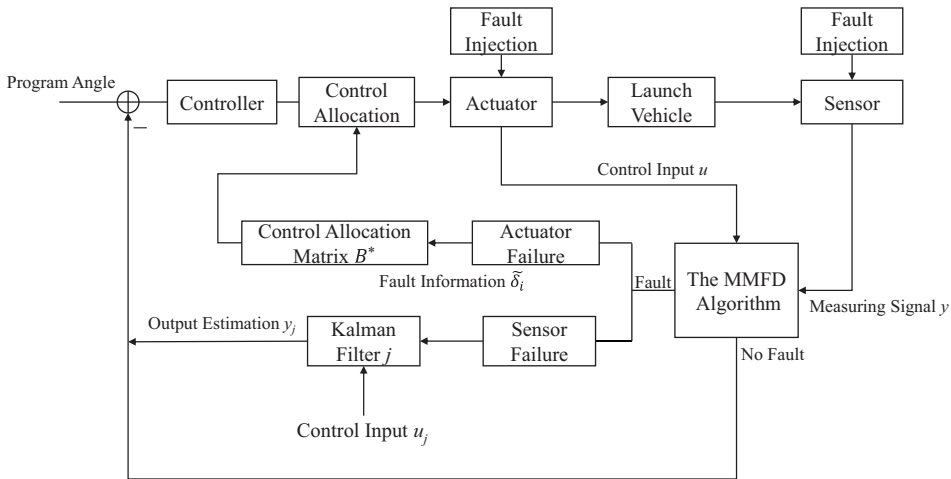 Fault
Injection
Fault
Injection
Program Angle
Controller
Control
Allocation
Actuator
Launch
Vehicle
Sensor
−
Control Input u
Control Allocation
Matrix B*
Actuator
Failure
The MMFD
Algorithm
Fault
Fault Information δ̃ᵢ
Measuring Signal y
Output Estimation yⱼ
Kalman
Filter j
Sensor
Failure
No Fault
Control Input uⱼ